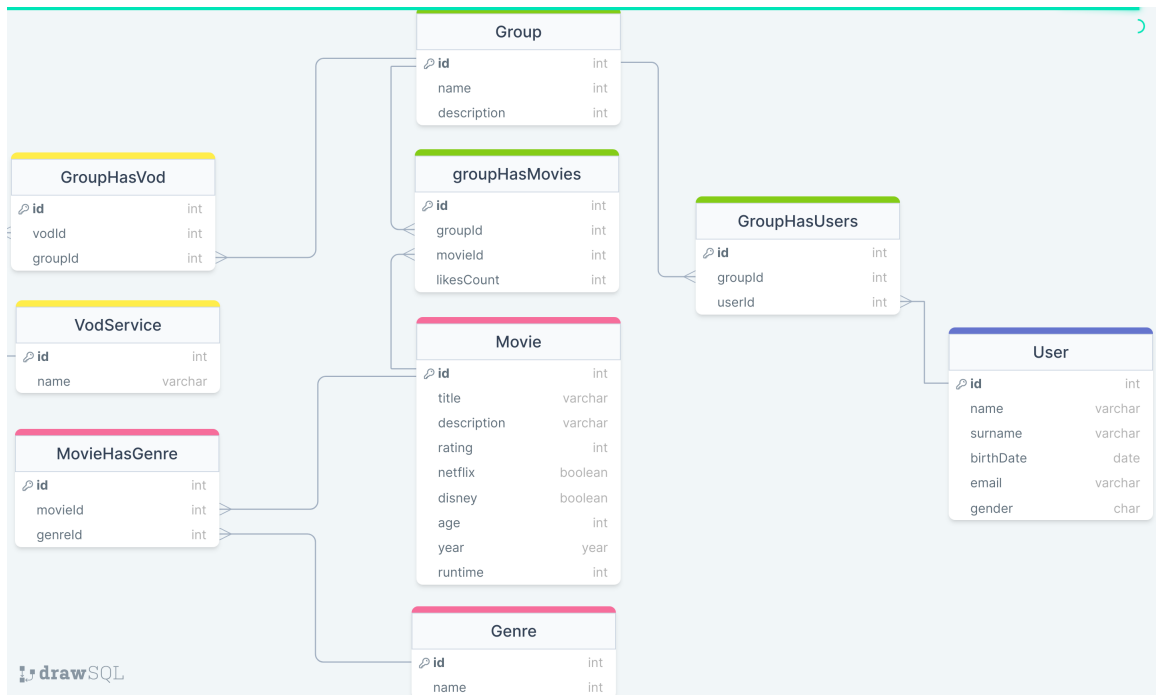 Group
id int
name int
description int
GroupHasVod
id int
vodId int
groupId int
groupHasMovies
id int
groupId int
movieId int
likesCount int
GroupHasUsers
id int
groupId int
userId int
VodService
id int
name varchar
Movie
id int
title varchar
description varchar
rating int
netflix boolean
disney boolean
age int
year year
runtime int
User
id int
name varchar
surname varchar
birthDate date
email varchar
gender char
MovieHasGenre
id int
movieId int
genreId int
Genre
id int
name int
drawSQL